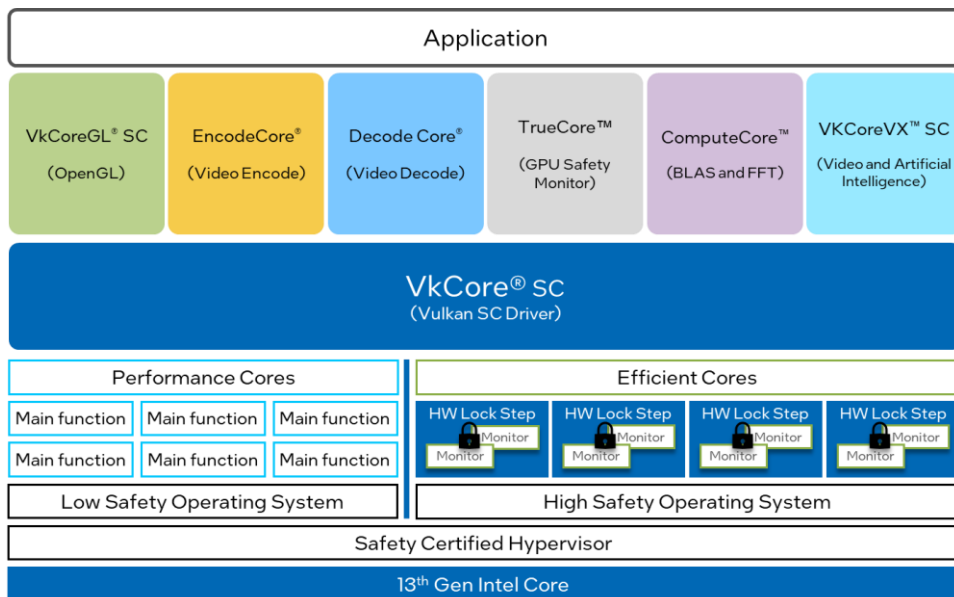 Application
VkCoreGL® SC
(OpenGL)
EncodeCore®
(Video Encode)
Decode Core®
(Video Decode)
TrueCore™
(GPU Safety
Monitor)
ComputeCore™
(BLAS and FFT)
VKCoreVX™ SC
(Video and Artificial
Intelligence)
VkCore® SC
(Vulkan SC Driver)
Performance Cores
Main function
Main function
Main function
Main function
Main function
Main function
Low Safety Operating System
Efficient Cores
HW Lock Step
Monitor
Monitor
HW Lock Step
Monitor
Monitor
HW Lock Step
Monitor
Monitor
HW Lock Step
Monitor
Monitor
High Safety Operating System
Safety Certified Hypervisor
13th Gen Intel Core